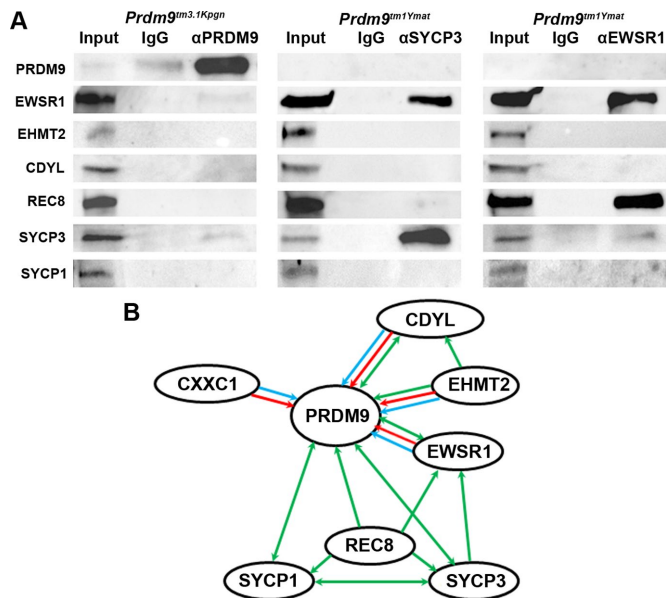 A
Prdm9tm3.1Kpgn Prdm9tm1Ymat Prdm9tm1Ymat
Input IgG αPRDM9 Input IgG αSYCP3 Input IgG αEWSR1
PRDM9
EWSR1
EHMT2
CDYL
REC8
SYCP3
SYCP1
B
CDYL
CXXC1
EHMT2
PRDM9
EWSR1
REC8
SYCP1
SYCP3